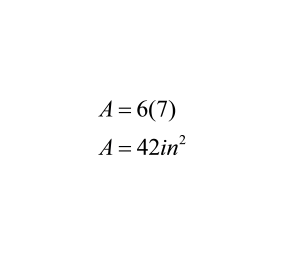 A = 6(7)
A = 42in²